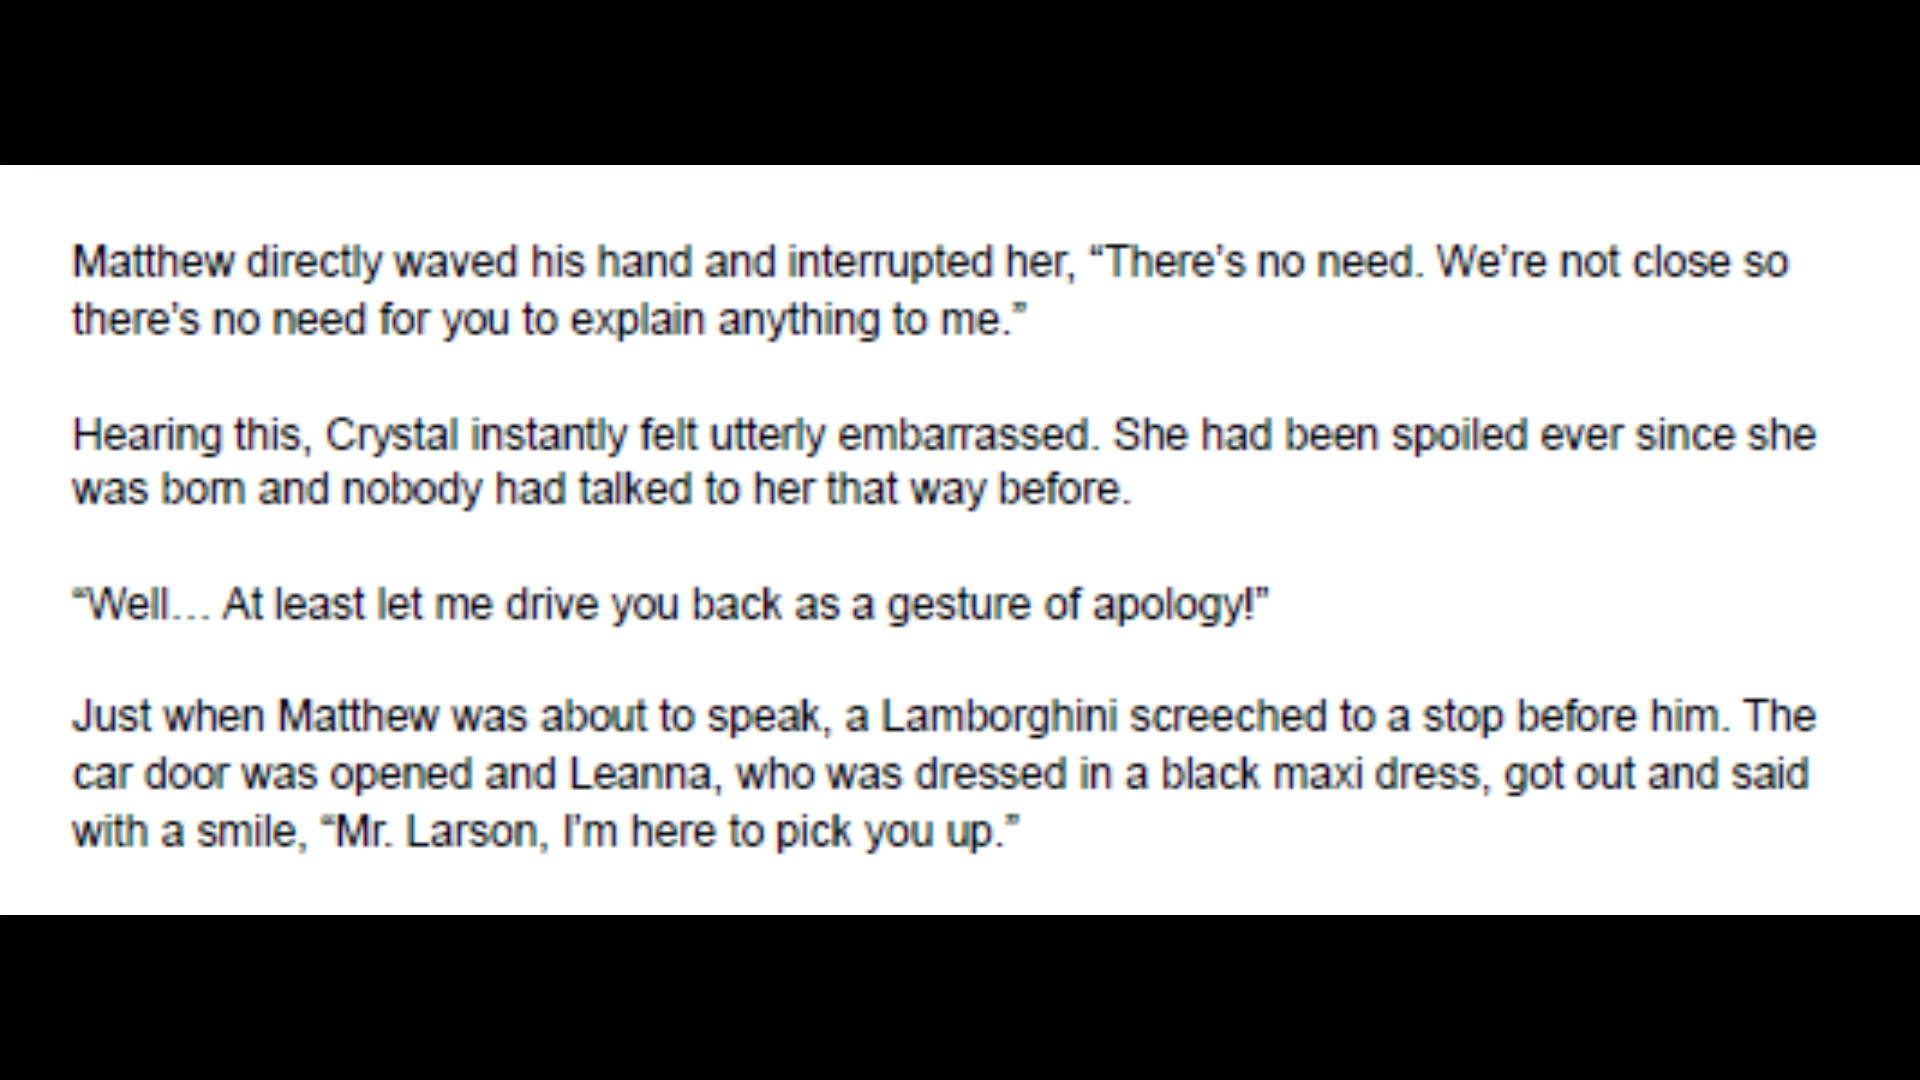 Matthew directly waved his hand and interrupted her, “There’s no need. We’re not close so
there’s no need for you to explain anything to me.”
Hearing this, Crystal instantly felt utterly embarrassed. She had been spoiled ever since she
was born and nobody had talked to her that way before.
“Well… At least let me drive you back as a gesture of apology!”
Just when Matthew was about to speak, a Lamborghini screeched to a stop before him. The
car door was opened and Leanna, who was dressed in a black maxi dress, got out and said
with a smile, “Mr. Larson, I’m here to pick you up.”